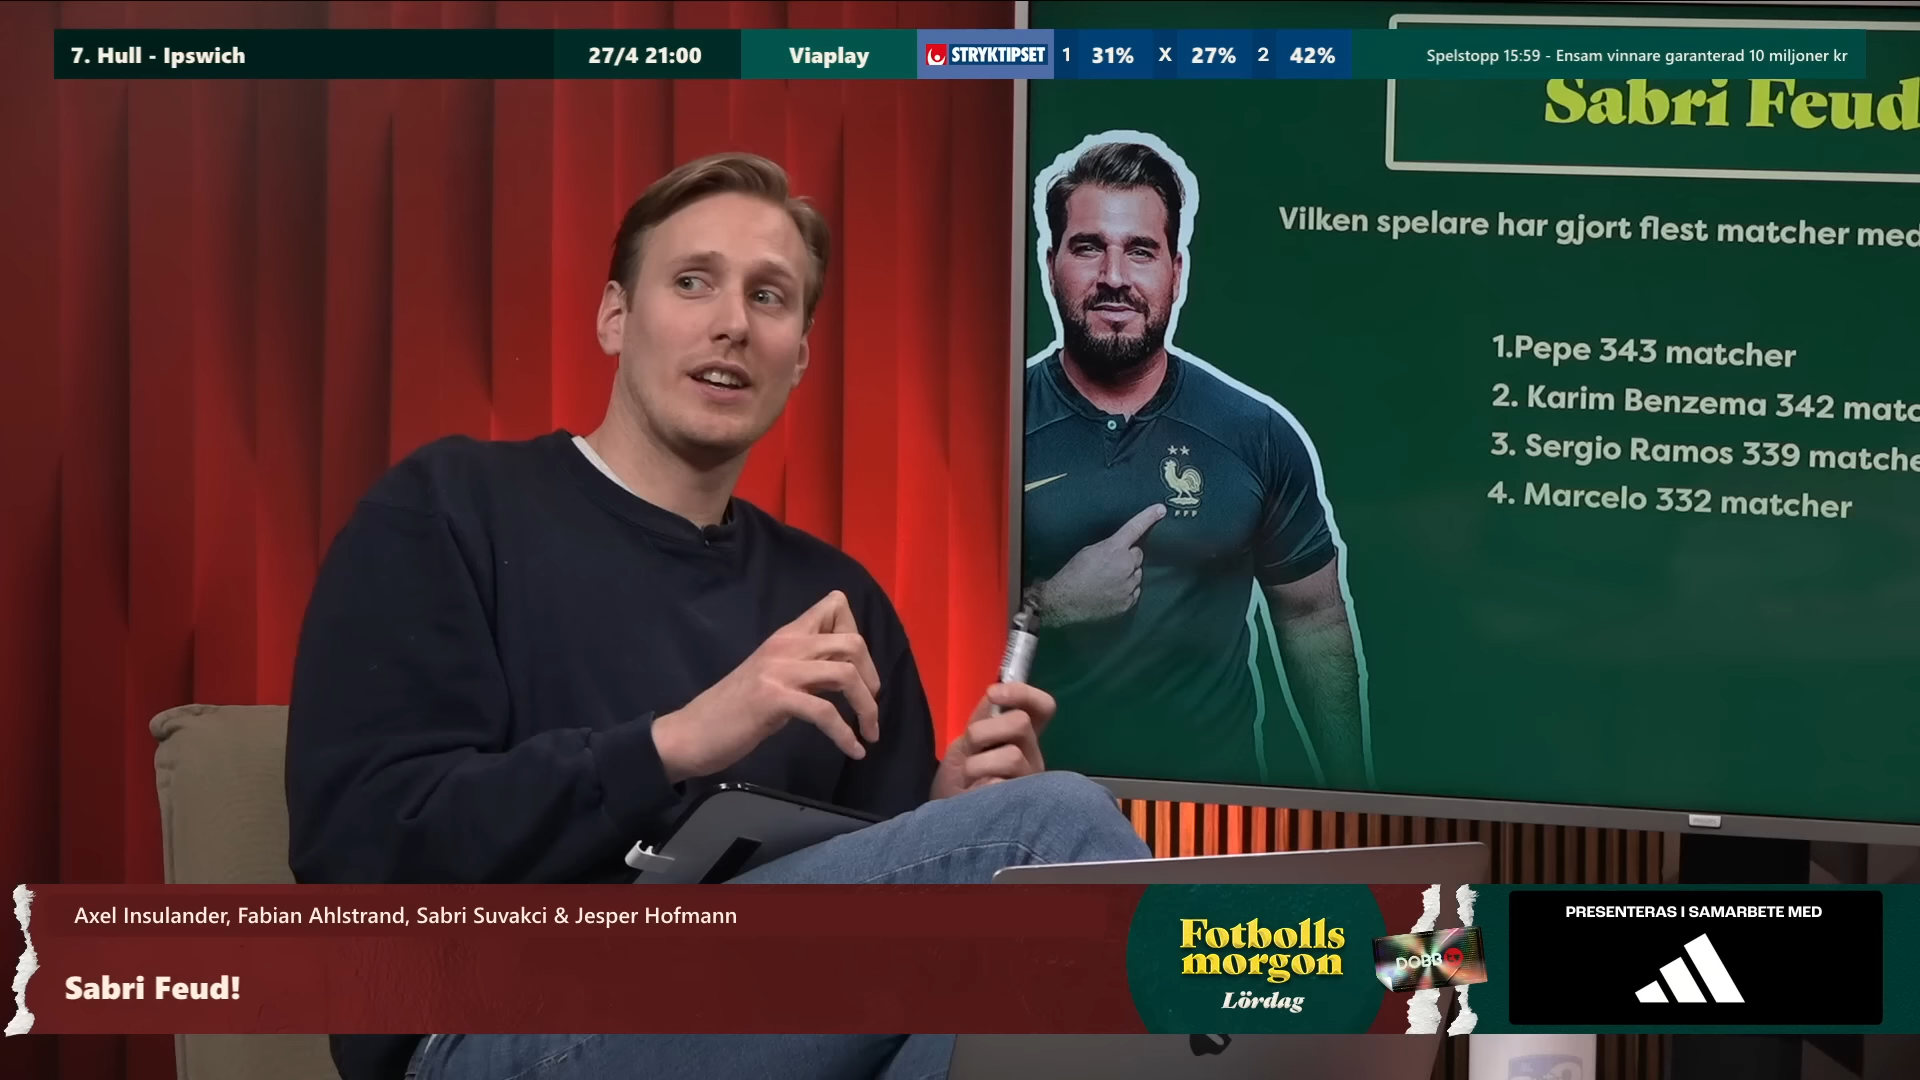 7. Hull - Ipswich
27/4 21:00
Viaplay
STRYKTIPSET
1 31% X 27% 2 42%
Spelstopp 15:59 - Ensam vinnare garanterad 10 miljoner kr
Sabri Feud
Vilken spelare har gjort flest matcher med
1.Pepe 343 matcher
2. Karim Benzema 342 matc
3. Sergio Ramos 339 matche
4. Marcelo 332 matcher
FFF
Axel Insulander, Fabian Ahlstrand, Sabri Suvakci & Jesper Hofmann
Sabri Feud!
Fotbolls
morgon
Lördag
DOBB
PRESENTERAS I SAMARBETE MED